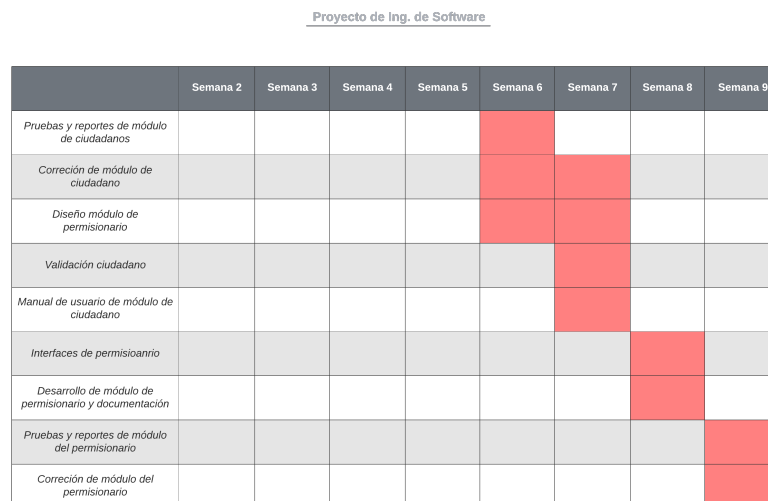 Proyecto de Ing. de Software
Semana 2 Semana 3 Semana 4 Semana 5 Semana 6 Semana 7 Semana 8 Semana 9
Pruebas y reportes de módulo
de ciudadanos
Correción de módulo de
ciudadano
Diseño módulo de
permisionario
Validación ciudadano
Manual de usuario de módulo de
ciudadano
Interfaces de permisioanrio
Desarrollo de módulo de
permisionario y documentación
Pruebas y reportes de módulo
del permisionario
Correción de módulo del
permisionario